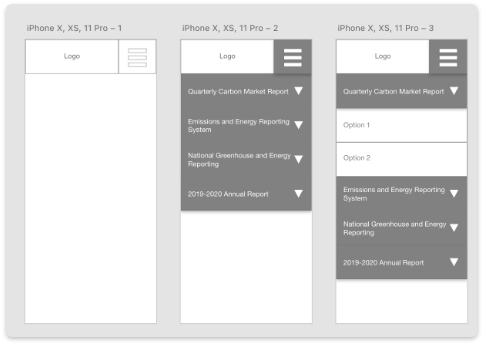 iPhone X, XS, 11 Pro – 1
Logo
iPhone X, XS, 11 Pro – 2
Logo
Quarterly Carbon Market Report
Emissions and Energy Reporting
System
National Greenhouse and Energy
Reporting
2019-2020 Annual Report
iPhone X, XS, 11 Pro – 3
Logo
Quarterly Carbon Market Report
Option 1
Option 2
Emissions and Energy Reporting
System
National Greenhouse and Energy
Reporting
2019-2020 Annual Report